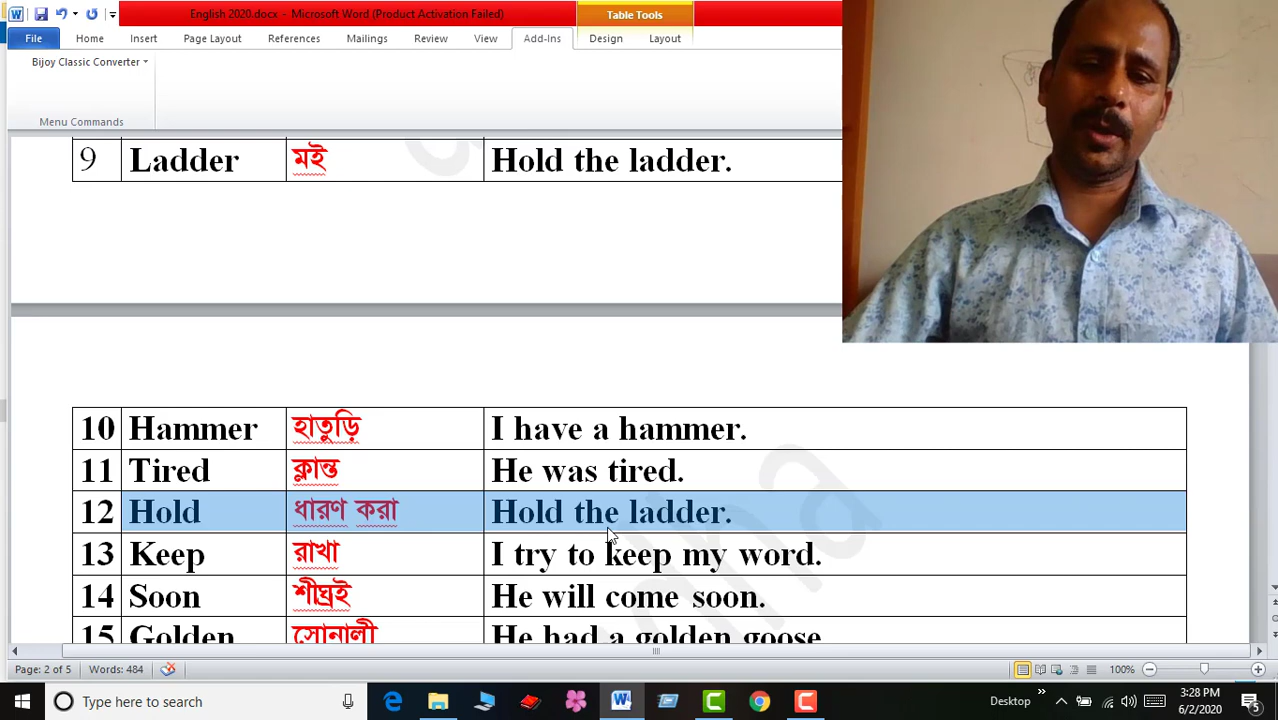 English 2020.docx - Microsoft Word (Product Activation Failed)
Table Tools
File Home Insert Page Layout References Mailings Review View Add-Ins Design Layout
Bijoy Classic Converter
Menu Commands
9 Ladder মই Hold the ladder.
10 Hammer হাতুড়ি I have a hammer.
11 Tired ক্লান্ত He was tired.
12 Hold ধারণ করা Hold the ladder.
13 Keep রাখা I try to keep my word.
14 Soon শীঘ্রই He will come soon.
15 Golden সোনালী He had a golden goose
Page: 2 of 5 Words: 484 100%
Type here to search Desktop 3:28 PM
6/2/2020 5